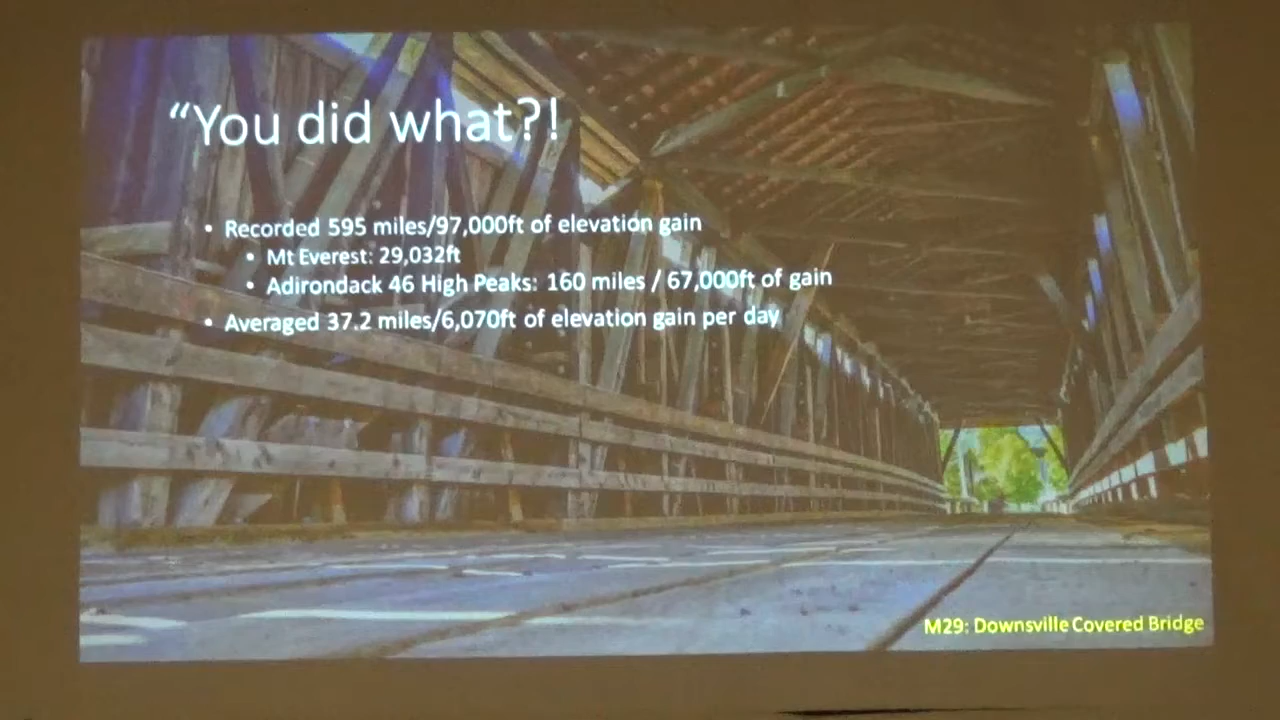 “You did what?!
• Recorded 595 miles/97,000ft of elevation gain
• Mt Everest: 29,032ft
• Adirondack 46 High Peaks: 160 miles / 67,000ft of gain
• Averaged 37.2 miles/6,070ft of elevation gain per day
M29: Downsville Covered Bridge